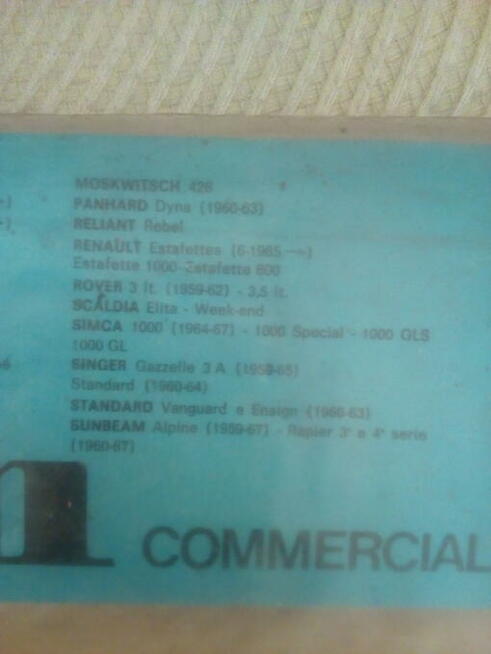 MOSKWITSCH 426
PANHARD Dyna (1960-63)
RELIANT Rebel
RENAULT Estafettes (6-1965 →)
Estafette 1000-Estafette 800
ROVER 3 lt. (1959-62) - 3,5 lt.
SCALDIA Elita - Week-end
SIMCA 1000 (1964-67) - 1000 Special - 1000 GLS
1000 GL
SINGER Gazzelle 3 A (1959-65)
Standard (1960-64)
STANDARD Vanguard e Ensign (1960-63)
SUNBEAM Alpine (1959-67) - Rapier 3ª e 4ª serie
(1960-67)
1 COMMERCIAL